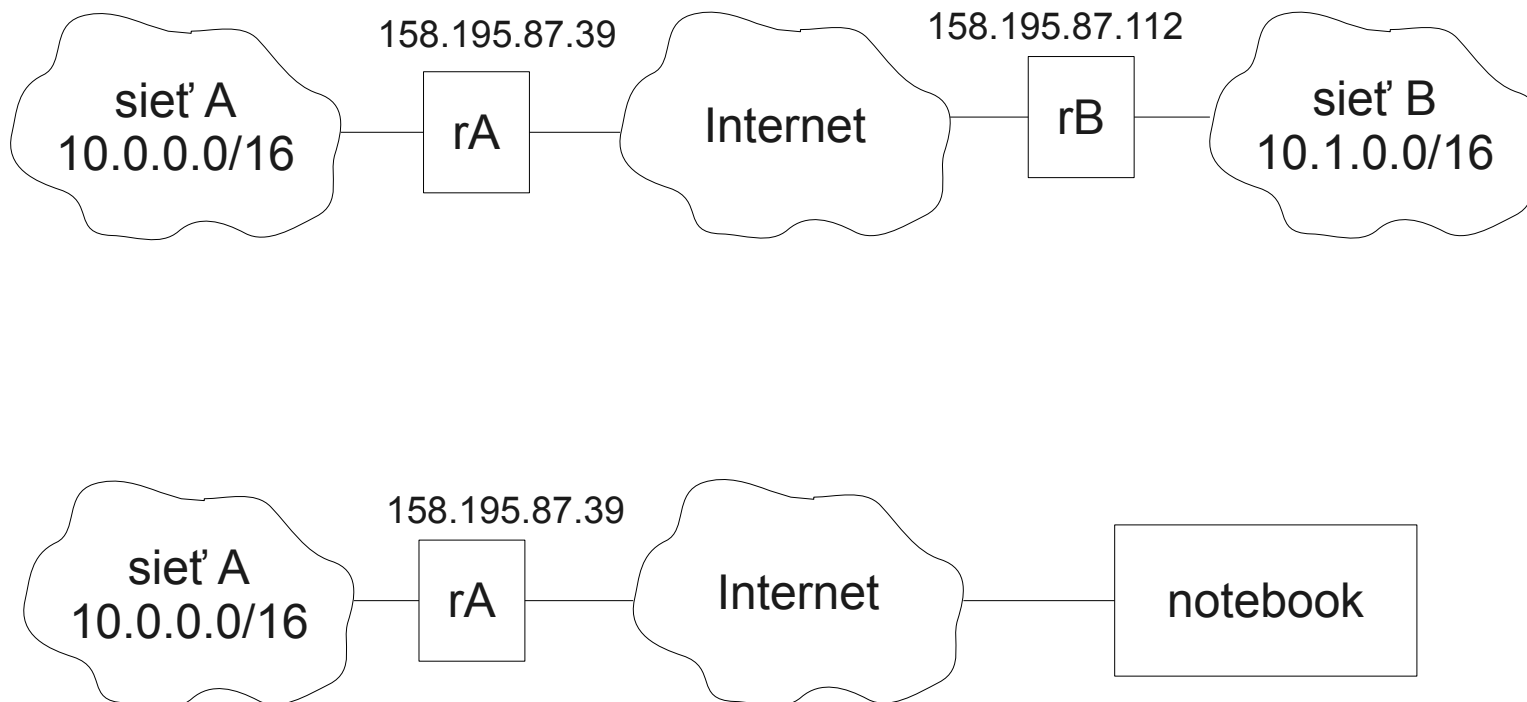 158.195.87.39
158.195.87.112
sieť A
10.0.0.0/16
rA
Internet
rB
sieť B
10.1.0.0/16
158.195.87.39
sieť A
10.0.0.0/16
rA
Internet
notebook